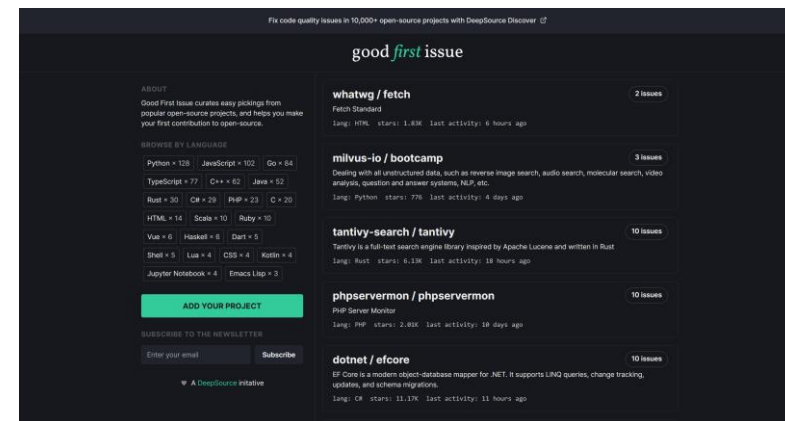 Fix code quality issues in 10,000+ open-source projects with DeepSource Discover
good first issue
ABOUT
Good First Issue curates easy pickings from
popular open-source projects, and helps you make
your first contribution to open-source.
BROWSE BY LANGUAGE
Python × 128 JavaScript × 102 Go × 84
TypeScript × 77 C++ × 62 Java × 52
Rust × 30 C# × 29 PHP × 23 C × 20
HTML × 14 Scala × 10 Ruby × 10
Vue × 6 Haskell × 6 Dart × 5
Shell × 5 Lua × 4 CSS × 4 Kotlin × 4
Jupyter Notebook × 4 Emacs Lisp × 3
ADD YOUR PROJECT
SUBSCRIBE TO THE NEWSLETTER
Enter your email Subscribe
A DeepSource initative
whatwg / fetch 2 issues
Fetch Standard
lang: HTML stars: 1.83K last activity: 6 hours ago
milvus-io / bootcamp 3 issues
Dealing with all unstructured data, such as reverse image search, audio search, molecular search, video
analysis, question and answer systems, NLP, etc.
lang: Python stars: 776 last activity: 4 days ago
tantivy-search / tantivy 10 issues
Tantivy is a full-text search engine library inspired by Apache Lucene and written in Rust
lang: Rust stars: 6.13K last activity: 18 hours ago
phpservermon / phpservermon 10 issues
PHP Server Monitor
lang: PHP stars: 2.01K last activity: 10 days ago
dotnet / efcore 10 issues
EF Core is a modern object-database mapper for .NET. It supports LINQ queries, change tracking,
updates, and schema migrations.
lang: C# stars: 11.17K last activity: 11 hours ago